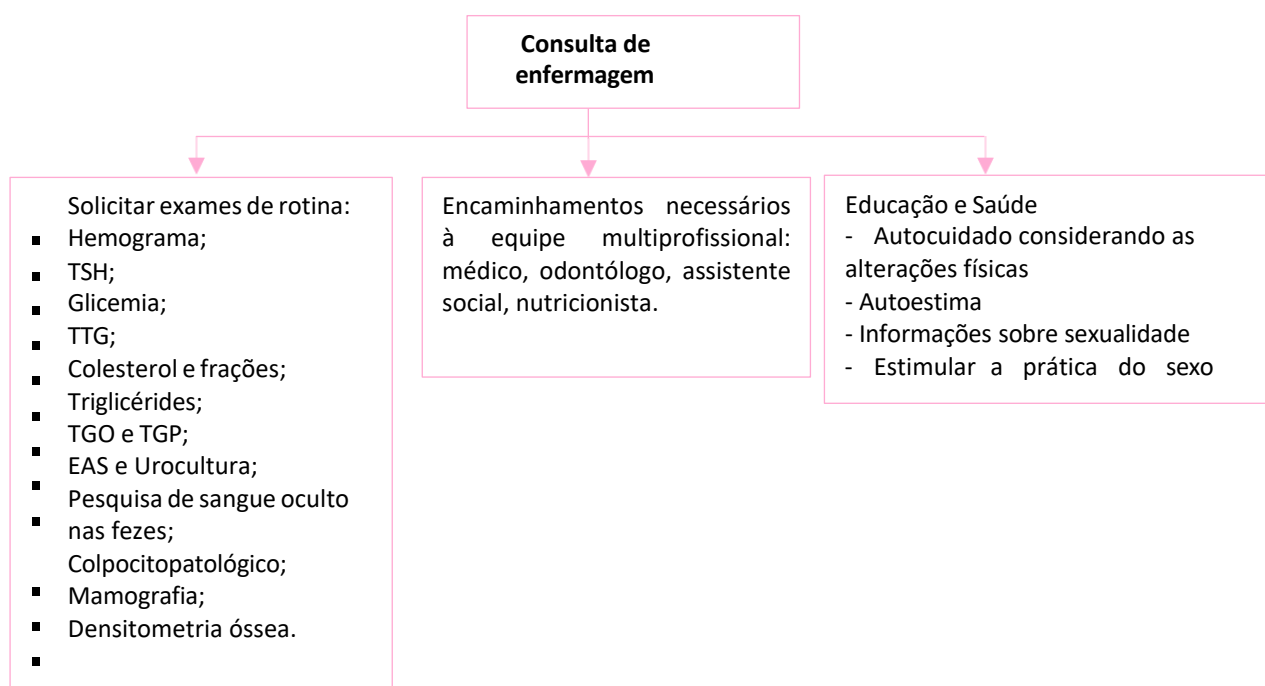 Consulta de
enfermagem
Solicitar exames de rotina:
▪ Hemograma;
▪ TSH;
▪ Glicemia;
▪ TTG;
▪ Colesterol e frações;
▪ Triglicérides;
▪ TGO e TGP;
▪ EAS e Urocultura;
▪ Pesquisa de sangue oculto
nas fezes;
▪ Colpocitopatológico;
▪ Mamografia;
▪ Densitometria óssea.
Encaminhamentos necessários
à equipe multiprofissional:
médico, odontólogo, assistente
social, nutricionista.
Educação e Saúde
- Autocuidado considerando as
alterações físicas
- Autoestima
- Informações sobre sexualidade
- Estimular a prática do sexo